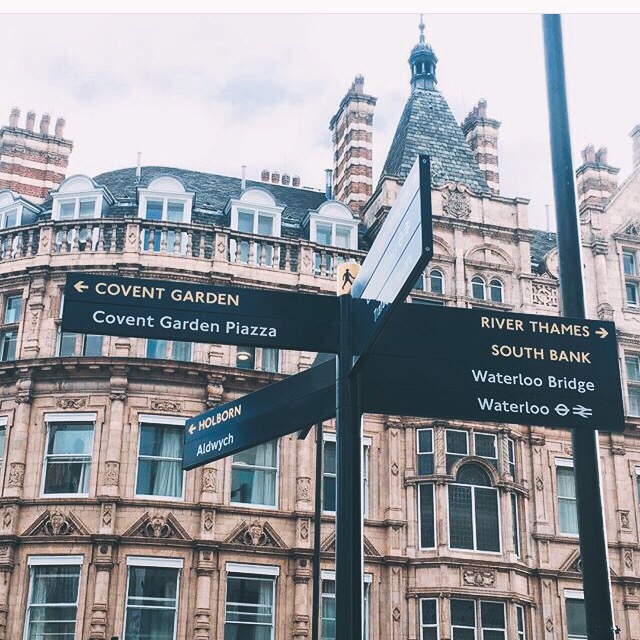 ← COVENT GARDEN
Covent Garden Piazza
RIVER THAMES →
SOUTH BANK
Waterloo Bridge
Waterloo
← HOLBORN
Aldwych